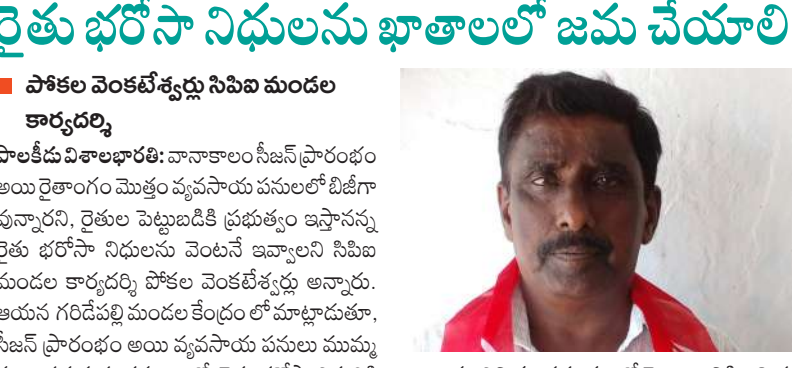 రైతు భరోసా నిధులను ఖాతాలలో జమ చేయాలి
పోకల వెంకటేశ్వర్లు సిపిఐ మండల
కార్యదర్శి
పాలకీడు విశాలభారతి: వానాకాలం సీజన్ ప్రారంభం
అయి రైతాంగం మొత్తం వ్యవసాయ పనులలో బిజీగా
వున్నారని, రైతుల పెట్టుబడికి ప్రభుత్వం ఇస్తానన్న
రైతు భరోసా నిధులను వెంటనే ఇవ్వాలని సిపిఐ
మండల కార్యదర్శి పోకల వెంకటేశ్వర్లు అన్నారు.
ఆయన గరిడేపల్లి మండల కేంద్రం లో మాట్లాడుతూ,
సీజన్ ప్రారంభం అయి వ్యవసాయ పనులు ముమ్మ